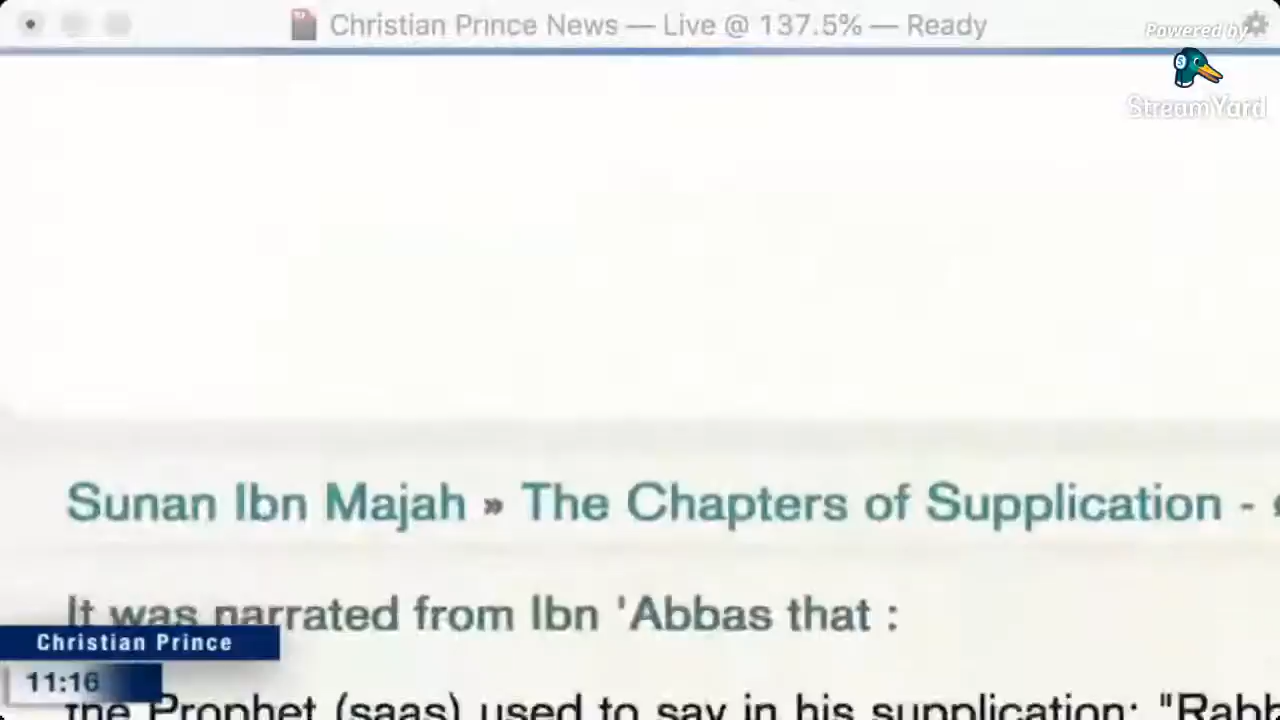 Christian Prince News — Live @ 137.5% — Ready
Powered by
StreamYard
Sunan Ibn Majah » The Chapters of Supplication -
It was narrated from Ibn 'Abbas that :
Christian Prince
11:16
the Prophet (saas) used to say in his supplication: "Rabb